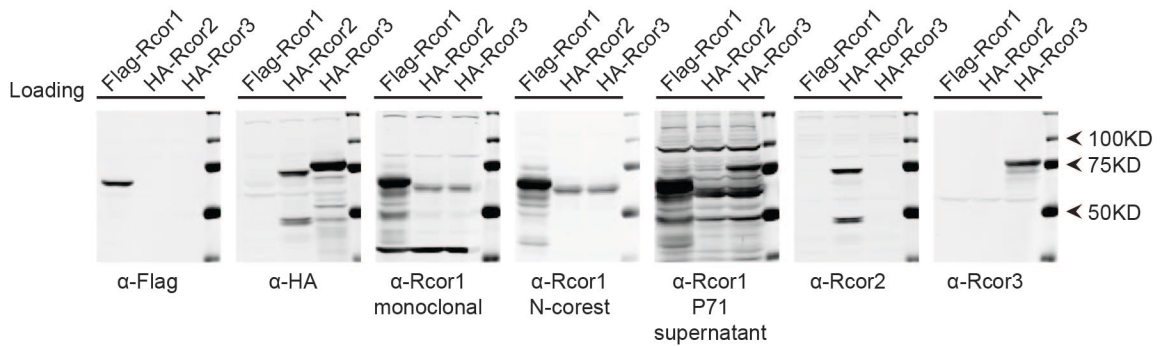 Flag-Rcor1 HA-Rcor2 HA-Rcor3 Flag-Rcor1 HA-Rcor2 HA-Rcor3 Flag-Rcor1 HA-Rcor2 HA-Rcor3 Flag-Rcor1 HA-Rcor2 HA-Rcor3 Flag-Rcor1 HA-Rcor2 HA-Rcor3 Flag-Rcor1 HA-Rcor2 HA-Rcor3 Flag-Rcor1 HA-Rcor2 HA-Rcor3
Loading
100KD
75KD
50KD
α-Flag
α-HA
α-Rcor1
monoclonal
α-Rcor1
N-corest
α-Rcor1
P71
supernatant
α-Rcor2
α-Rcor3